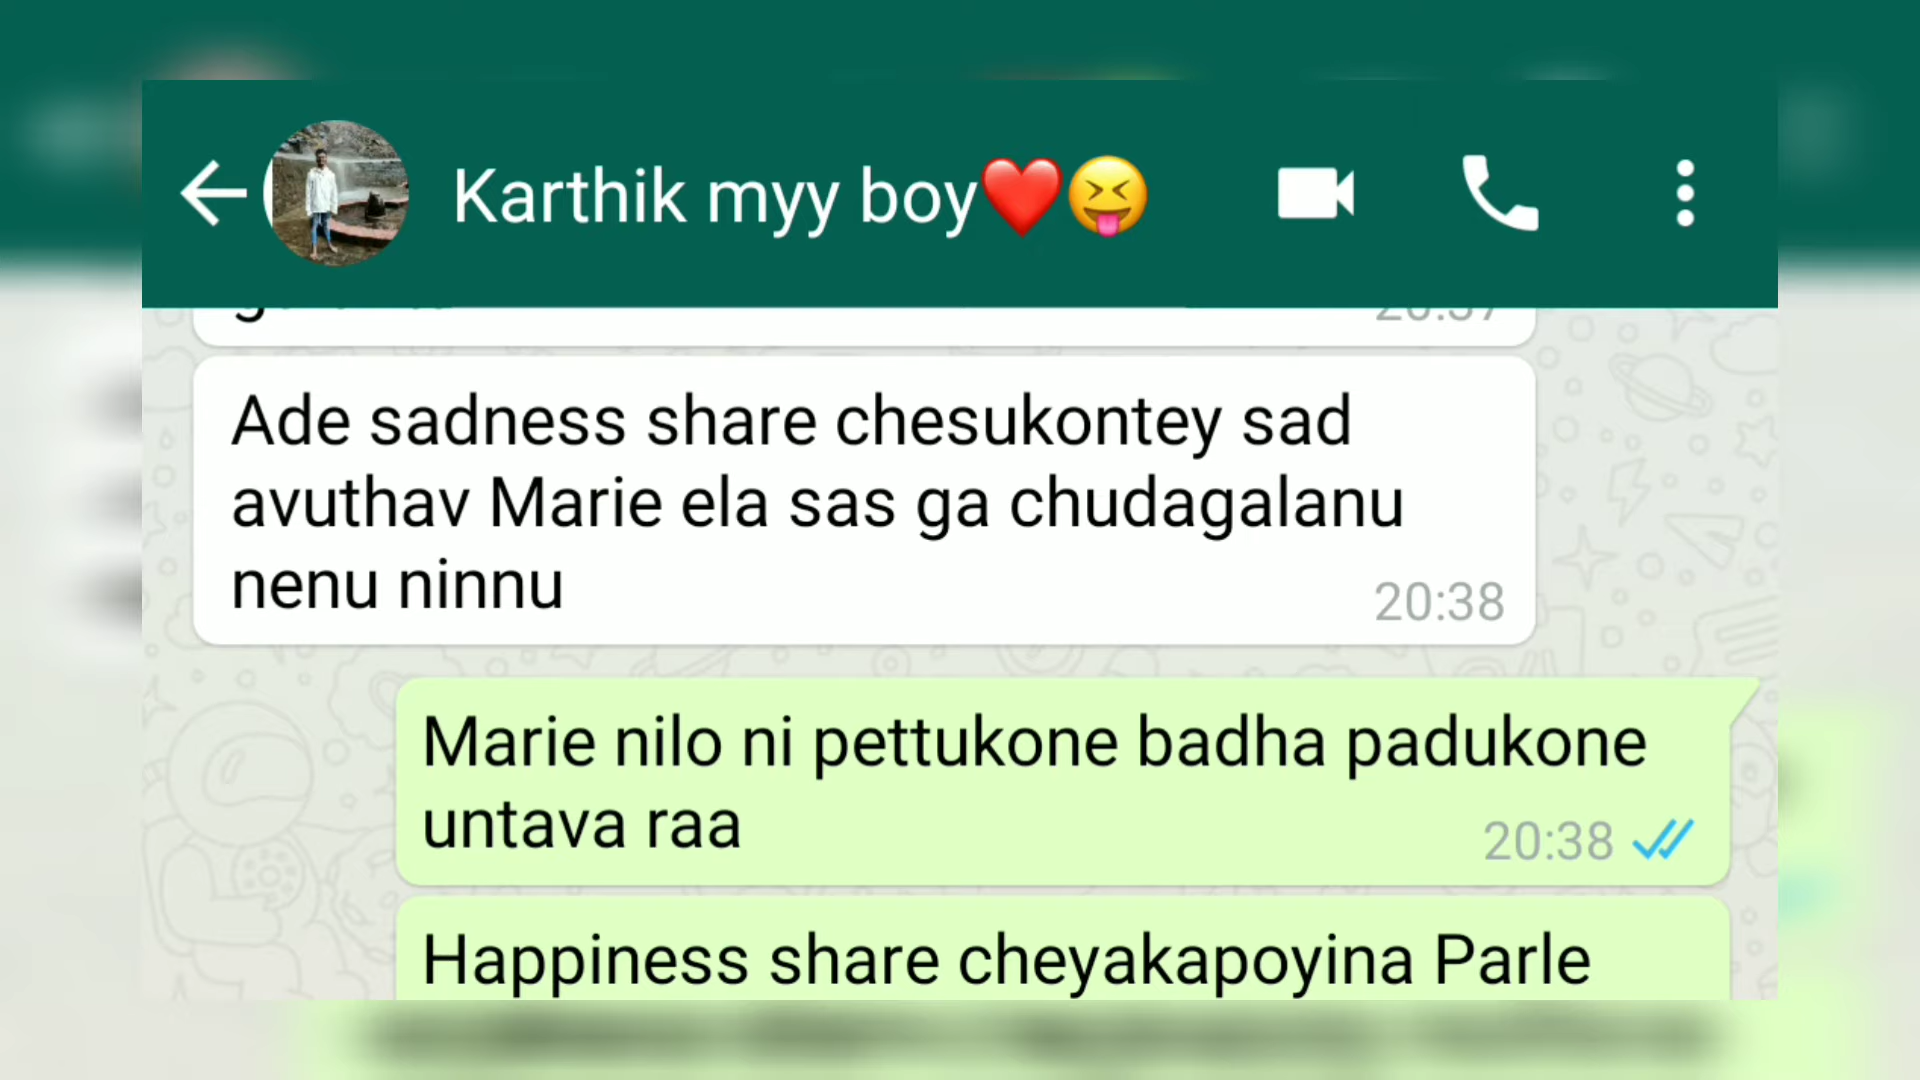 Karthik myy boy❤️😝
Ade sadness share chesukontey sad
avuthav Marie ela sas ga chudagalanu
nenu ninnu
20:38
Marie nilo ni pettukone badha padukone
untava raa
20:38
Happiness share cheyakapoyina Parle